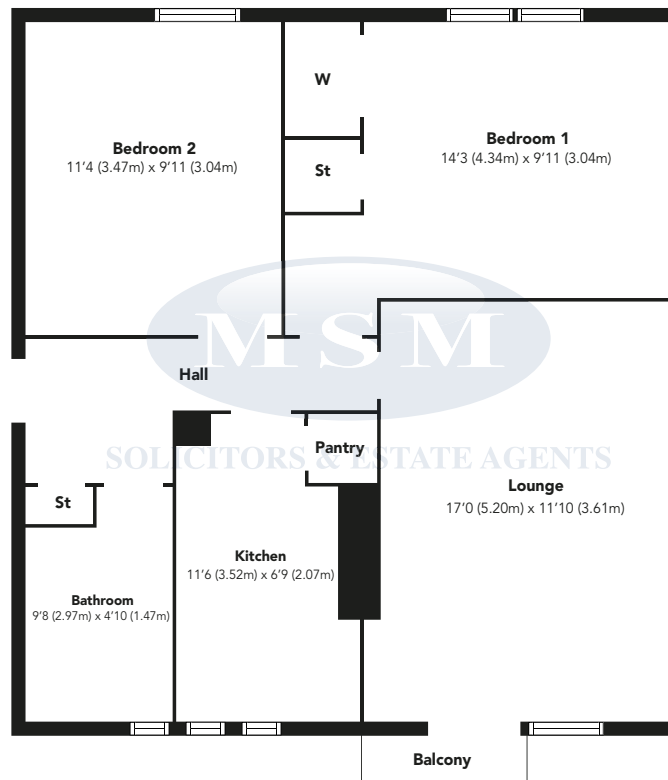 W
Bedroom 2
11'4 (3.47m) x 9'11 (3.04m)
Bedroom 1
14'3 (4.34m) x 9'11 (3.04m)
St
MSM
Hall
Pantry
SOLICITORS & ESTATE AGENTS
Lounge
17'0 (5.20m) x 11'10 (3.61m)
St
Kitchen
11'6 (3.52m) x 6'9 (2.07m)
Bathroom
9'8 (2.97m) x 4'10 (1.47m)
Balcony